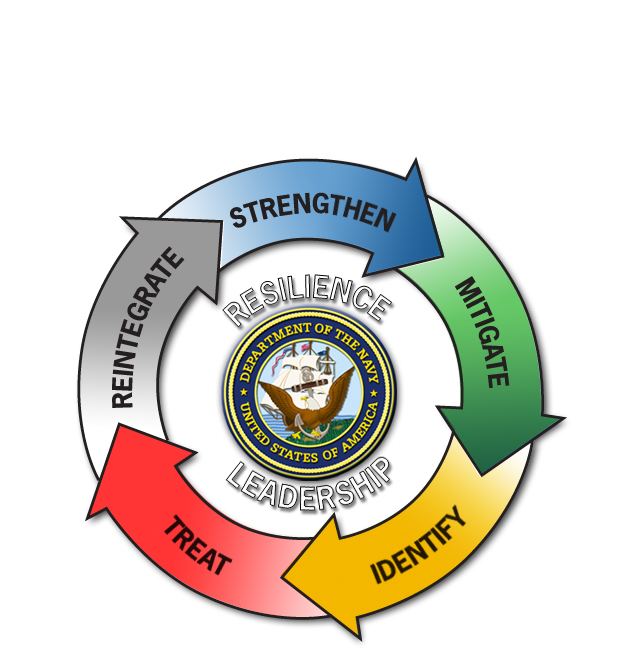 STRENGTHEN
MITIGATE
IDENTIFY
TREAT
REINTEGRATE
RESILIENCE
DEPARTMENT OF THE NAVY
UNITED STATES OF AMERICA
LEADERSHIP